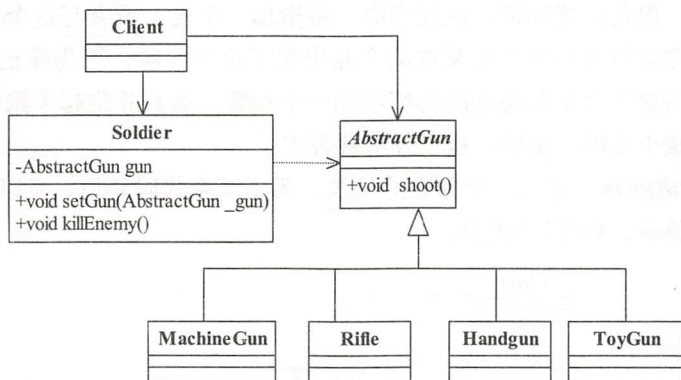 Client
Soldier
-AbstractGun gun
+void setGun(AbstractGun _gun)
+void killEnemy()
AbstractGun
+void shoot()
MachineGun
Rifle
Handgun
ToyGun